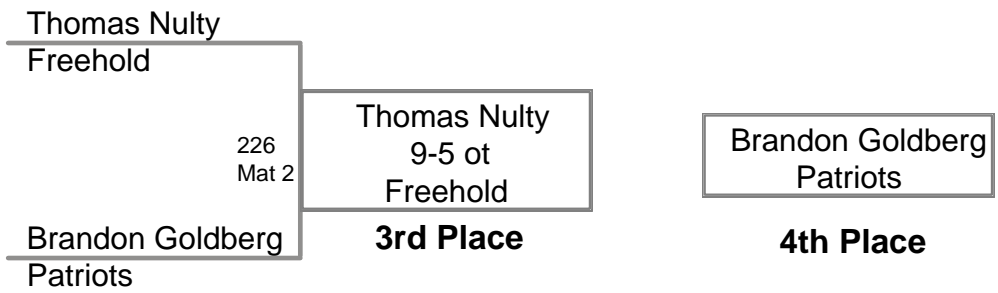 Thomas Nulty
Freehold
226
Mat 2
Thomas Nulty
9-5 ot
Freehold
3rd Place
Brandon Goldberg
Patriots
4th Place
Brandon Goldberg
Patriots